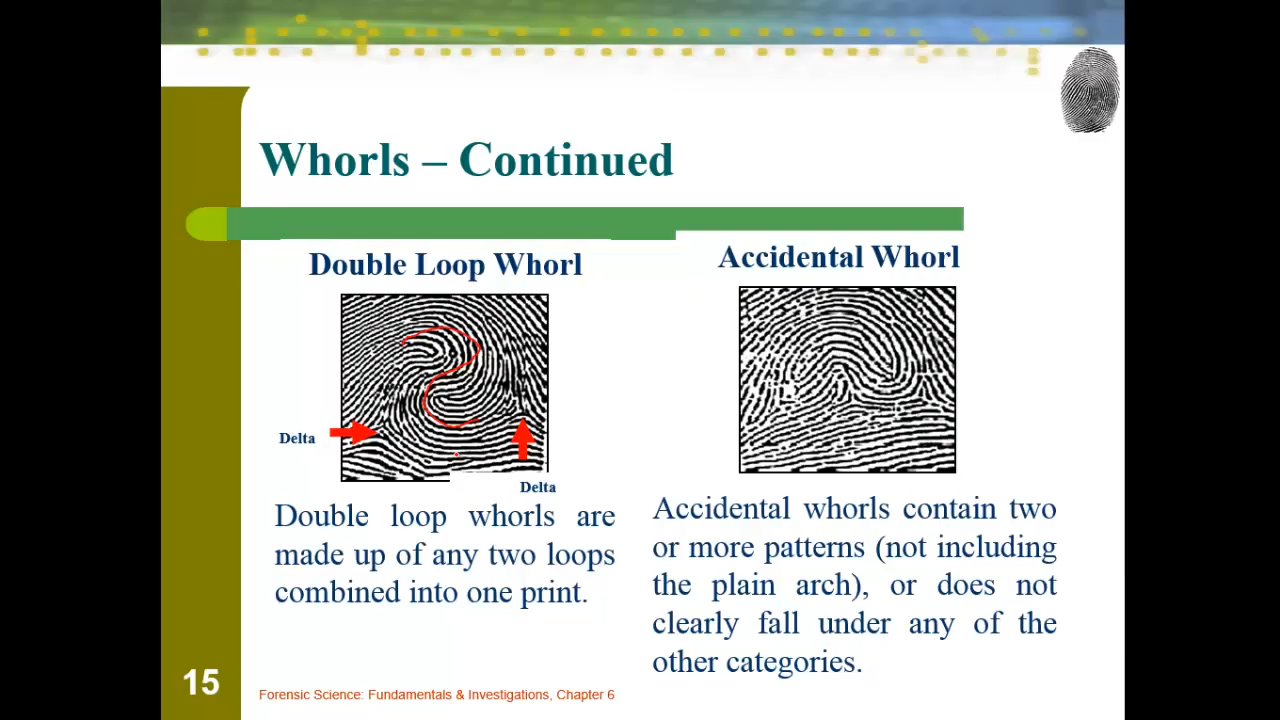 Whorls – Continued
Double Loop Whorl
Delta
Delta
Double loop whorls are
made up of any two loops
combined into one print.
Accidental Whorl
Accidental whorls contain two
or more patterns (not including
the plain arch), or does not
clearly fall under any of the
other categories.
15
Forensic Science: Fundamentals & Investigations, Chapter 6